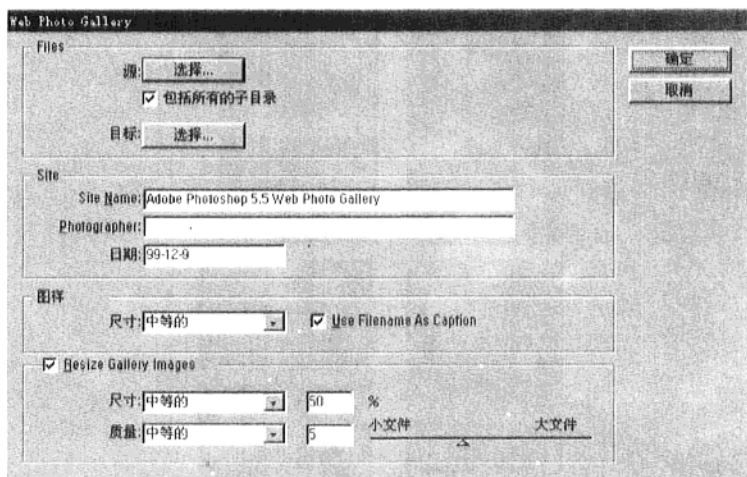 Web Photo Gallery
Files
源: 选择...
包括所有的子目录
目标: 选择...
确定
取消
Site
Site Name: Adobe Photoshop 5.5 Web Photo Gallery
Photographer:
日期: 99-12-9
图样
尺寸: 中等的
Use Filename As Caption
Resize Gallery Images
尺寸: 中等的 50 %
质量: 中等的 5 小文件 大文件